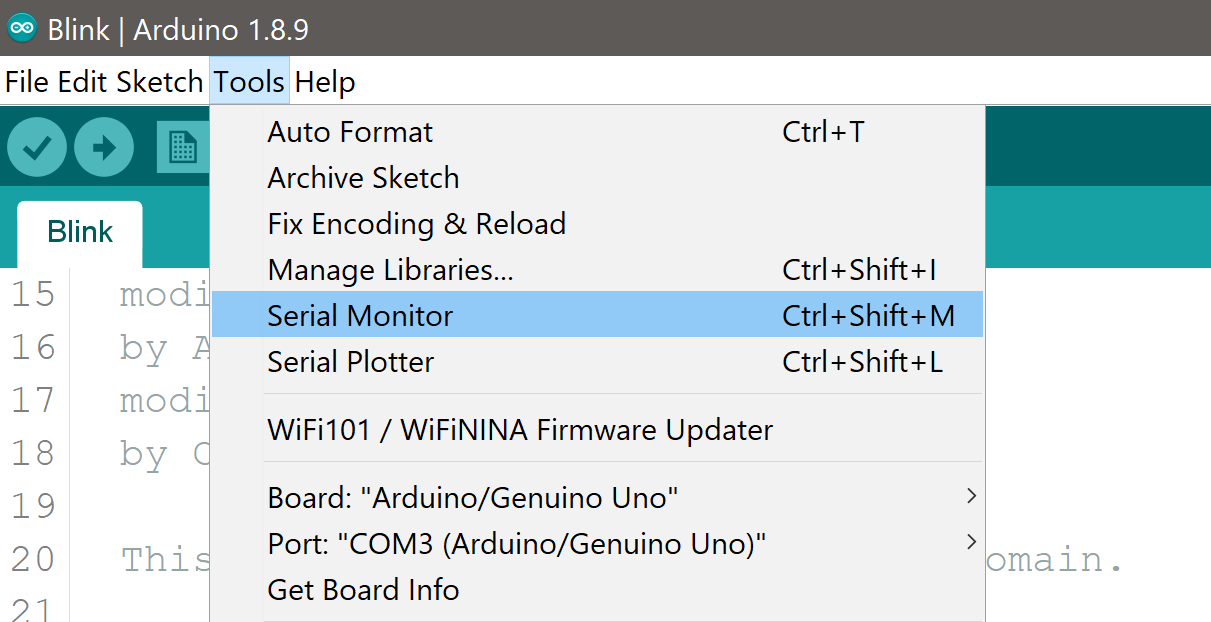 Blink | Arduino 1.8.9
File Edit Sketch Tools Help
Auto Format Ctrl+T
Archive Sketch
Fix Encoding & Reload
Manage Libraries... Ctrl+Shift+I
Serial Monitor Ctrl+Shift+M
Serial Plotter Ctrl+Shift+L
WiFi101 / WiFiNINA Firmware Updater
Board: "Arduino/Genuino Uno"
Port: "COM3 (Arduino/Genuino Uno)"
Get Board Info
Blink
15 modi
16 by A
17 modi
18 by
19
20 This omain.
21